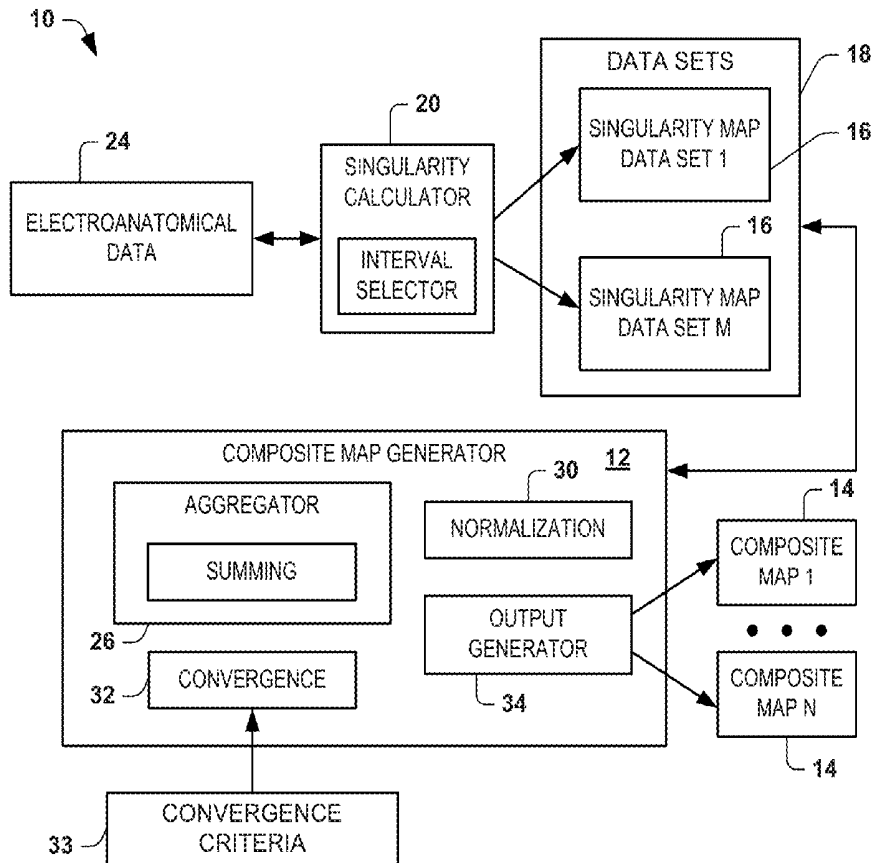 10
24
ELECTROANATOMICAL
DATA
20
SINGULARITY
CALCULATOR
INTERVAL
SELECTOR
DATA SETS
18
SINGULARITY MAP
DATA SET 1
16
16
SINGULARITY MAP
DATA SET M
COMPOSITE MAP GENERATOR
12
AGGREGATOR
SUMMING
26
30
NORMALIZATION
OUTPUT
GENERATOR
34
32
CONVERGENCE
14
COMPOSITE
MAP 1
COMPOSITE
MAP N
14
33
CONVERGENCE
CRITERIA